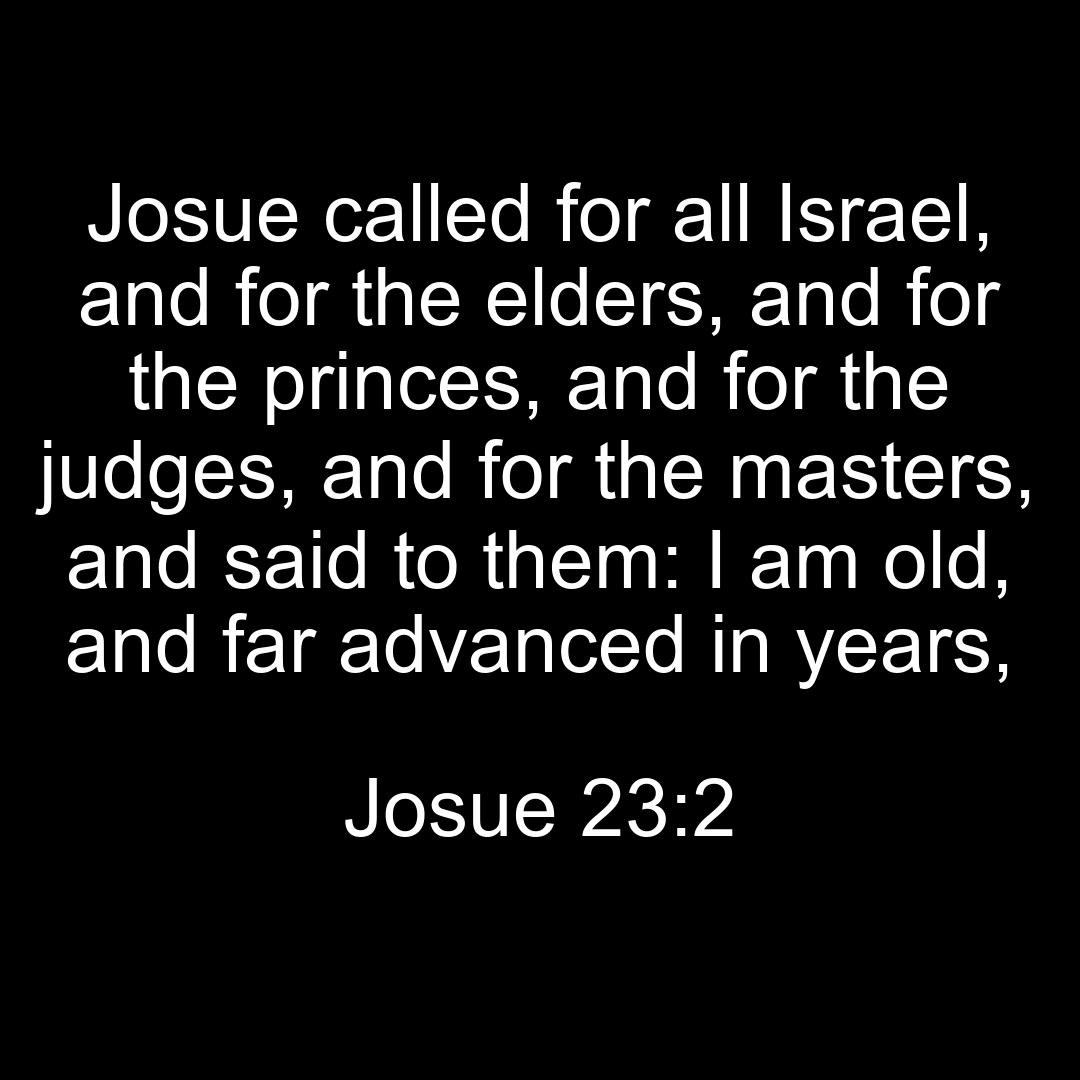 Josue called for all Israel,
and for the elders, and for
the princes, and for the
judges, and for the masters,
and said to them: I am old,
and far advanced in years,
Josue 23:2